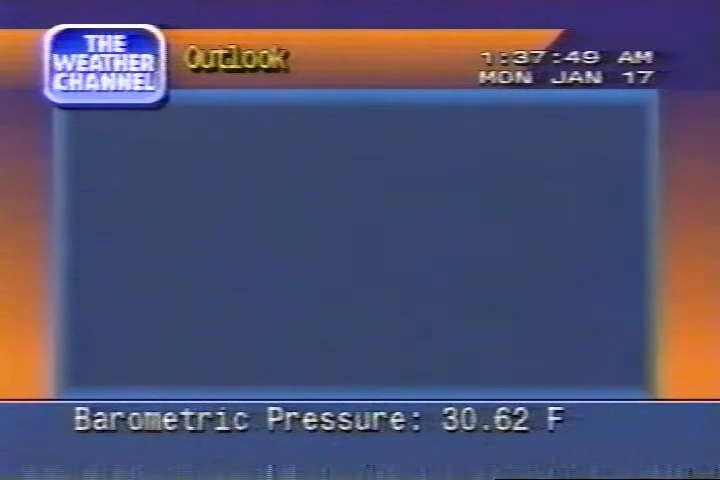 THE
WEATHER
CHANNEL
Outlook
1:37:49 AM
MON JAN 17
Barometric Pressure: 30.62 F